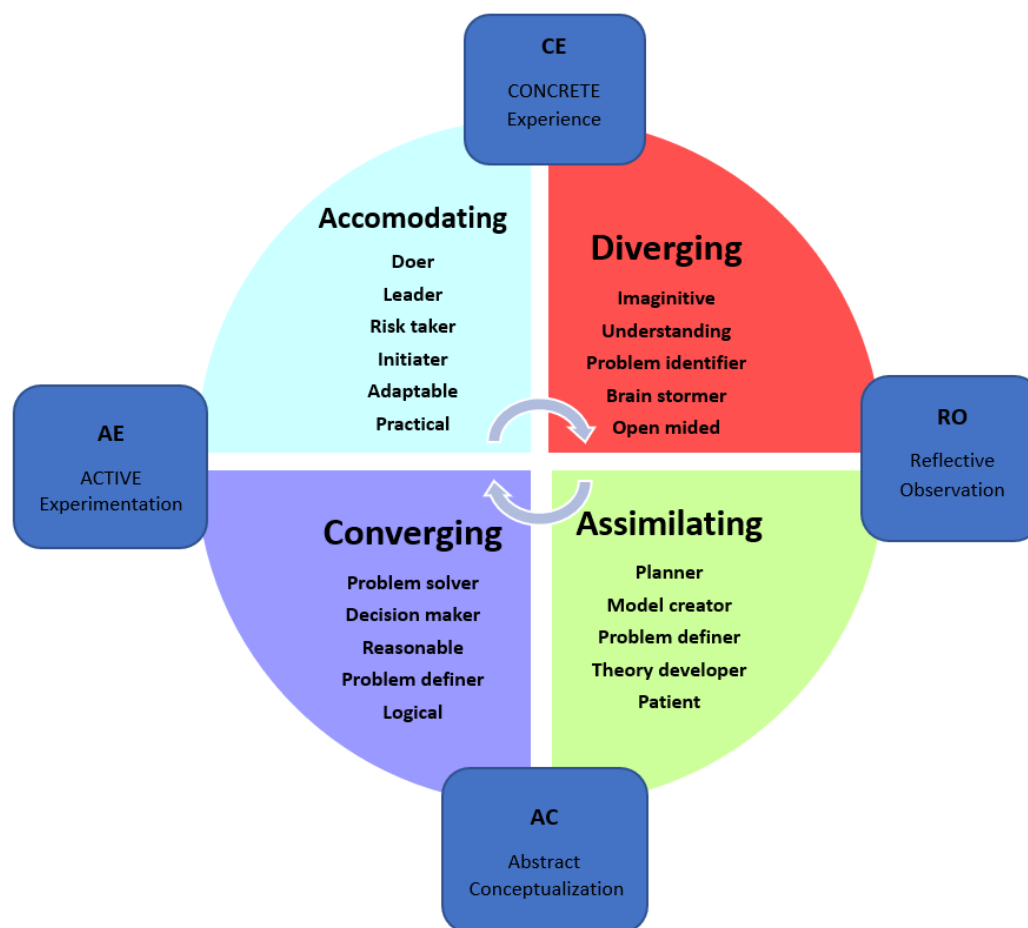 CE
CONCRETE
Experience
Accomodating
Doer
Leader
Risk taker
Initiater
Adaptable
Practical
Diverging
Imaginitive
Understanding
Problem identifier
Brain stormer
Open mided
AE
ACTIVE
Experimentation
RO
Reflective
Observation
Converging
Problem solver
Decision maker
Reasonable
Problem definer
Logical
Assimilating
Planner
Model creator
Problem definer
Theory developer
Patient
AC
Abstract
Conceptualization